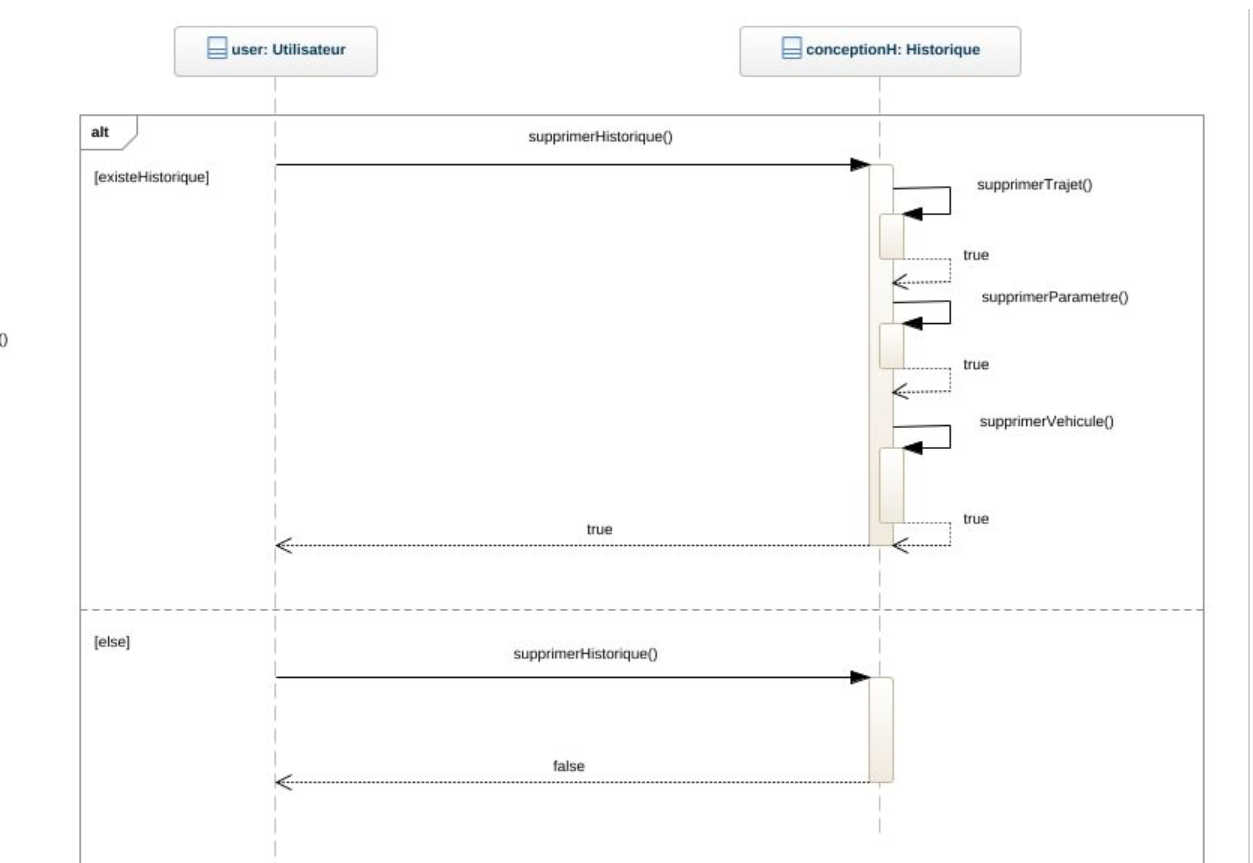 user: Utilisateur
conceptionH: Historique
alt
supprimerHistorique()
[existeHistorique]
supprimerTrajet()
true
supprimerParametre()
()
true
supprimerVehicule()
true
true
[else]
supprimerHistorique()
false